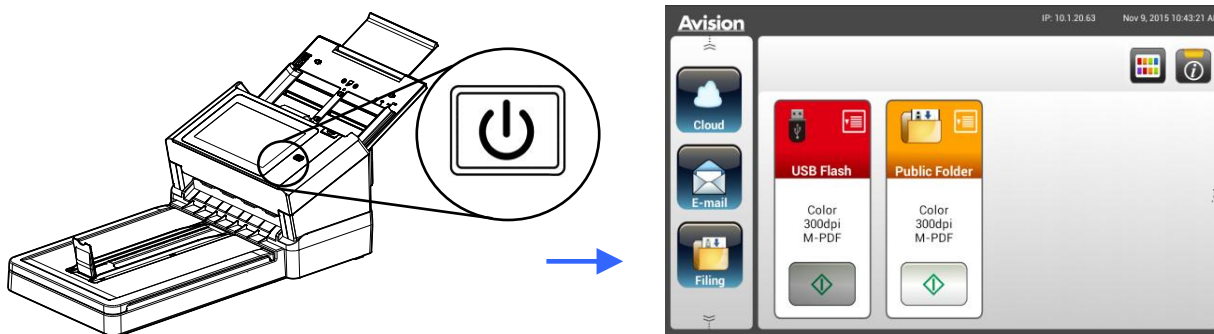 Avision
IP: 10.1.20.63 Nov 9, 2015 10:43:21 A
Cloud
E-mail
Filing
USB Flash
Color
300dpi
M-PDF
Public Folder
Color
300dpi
M-PDF